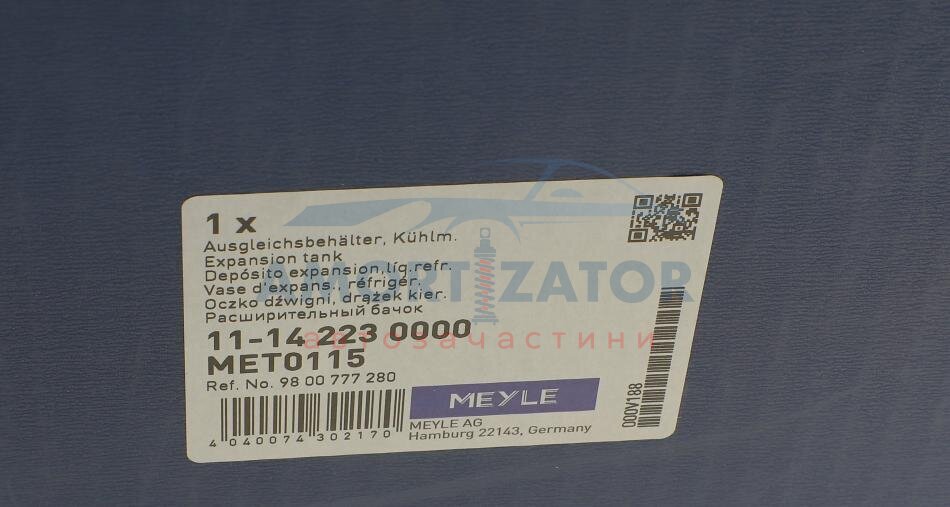 1 x
Ausgleichsbehälter, Kühlm.
Expansion tank
Depósito expansion,líq.refr.
Vase d'expans., réfriger.
Oczko dźwigni, drążek kier.
Расширительный бачок
11-14 223 0000
MET0115
Ref. No. 98 00 777 280
4 040074 302170
MEYLE
MEYLE AG
Hamburg 22143, Germany
000V188
AMORTIZATOR
автозачастини